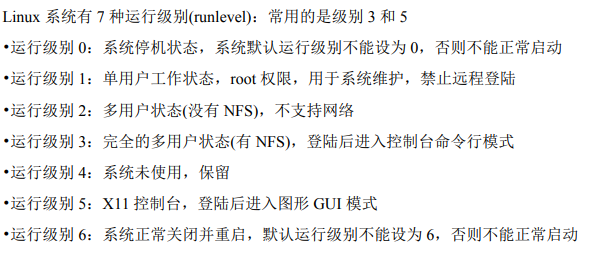 Linux 系统有 7 种运行级别(runlevel)：常用的是级别 3 和 5
•运行级别 0：系统停机状态，系统默认运行级别不能设为 0，否则不能正常启动
•运行级别 1：单用户工作状态，root 权限，用于系统维护，禁止远程登陆
•运行级别 2：多用户状态(没有 NFS)，不支持网络
•运行级别 3：完全的多用户状态(有 NFS)，登陆后进入控制台命令行模式
•运行级别 4：系统未使用，保留
•运行级别 5：X11 控制台，登陆后进入图形 GUI 模式
•运行级别 6：系统正常关闭并重启，默认运行级别不能设为 6，否则不能正常启动